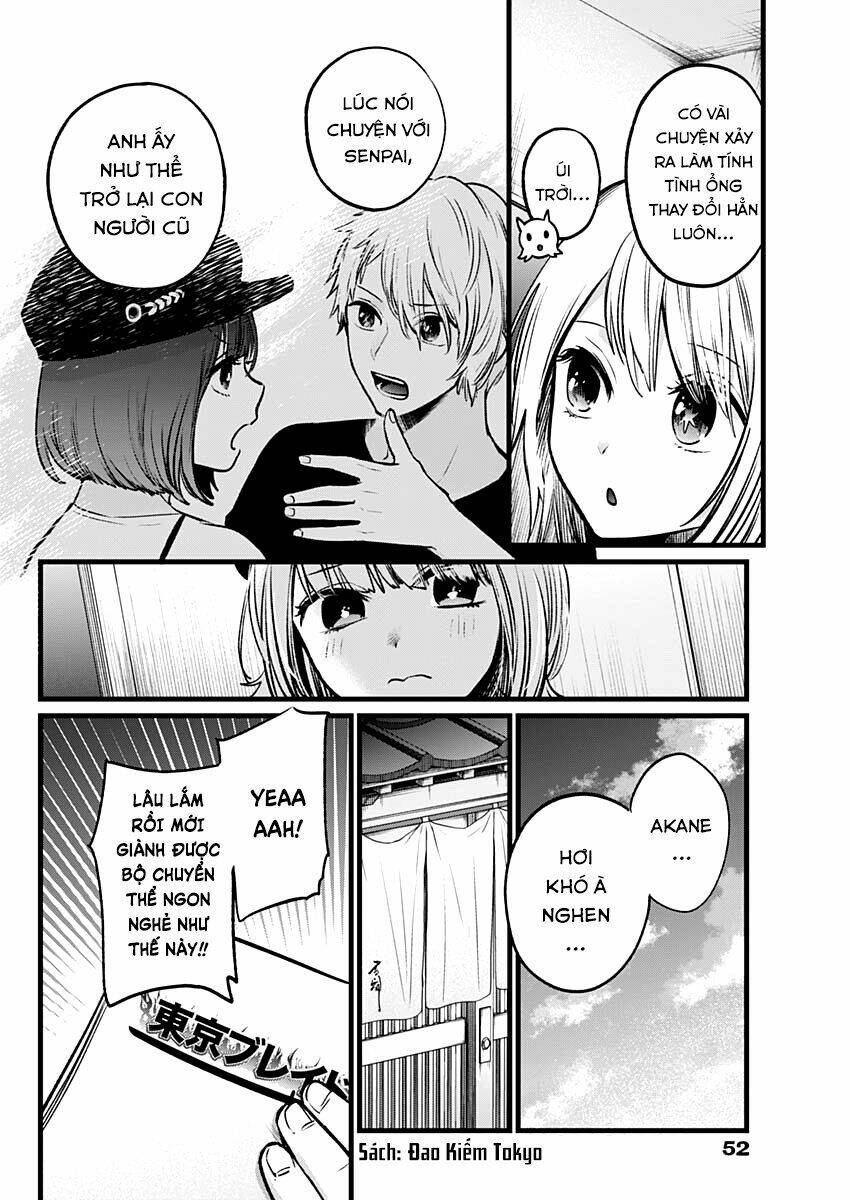 CÓ VÀI
CHUYỆN XẢY
RA LÀM TÍNH
TÌNH ỔNG
THAY ĐỔI HẲN
LUÔN...
ÚI
TRỜI...
LÚC NÓI
CHUYỆN VỚI
SENPAI,
ANH ẤY
NHƯ THỂ
TRỞ LẠI CON
NGƯỜI CŨ
AKANE
...
HƠI
KHÓ À
NGHEN
...
YEAA
AAH!
LÂU LẮM
RỒI MỚI
GIÀNH ĐƯỢC
BỘ CHUYỂN
THỂ NGON
NGHẺ NHƯ
THẾ NÀY!!
東京ブレイド
Sách: Đao Kiếm Tokyo
52